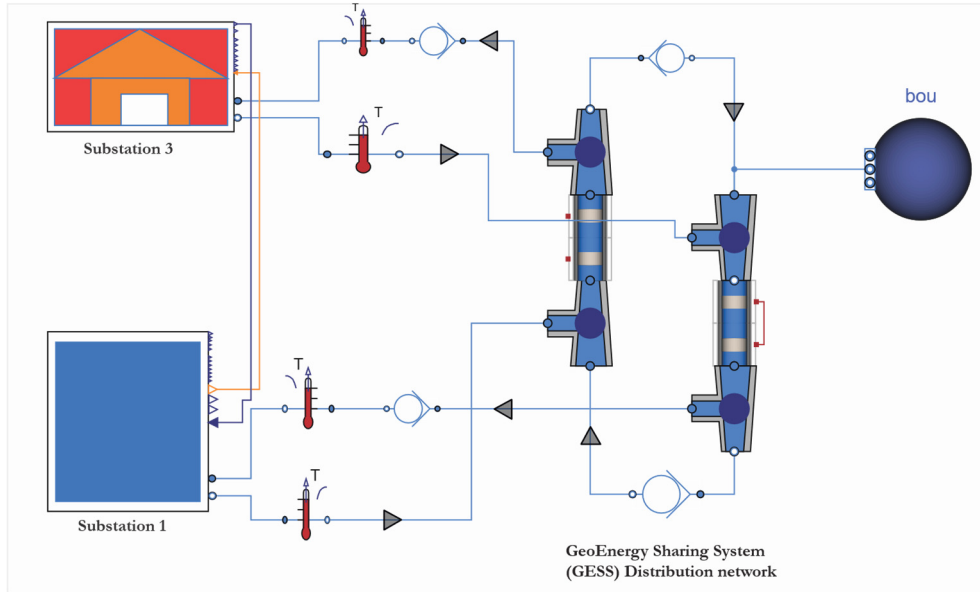 T
bou
T
Substation 3
T
T
Substation 1
GeoEnergy Sharing System
(GESS) Distribution network